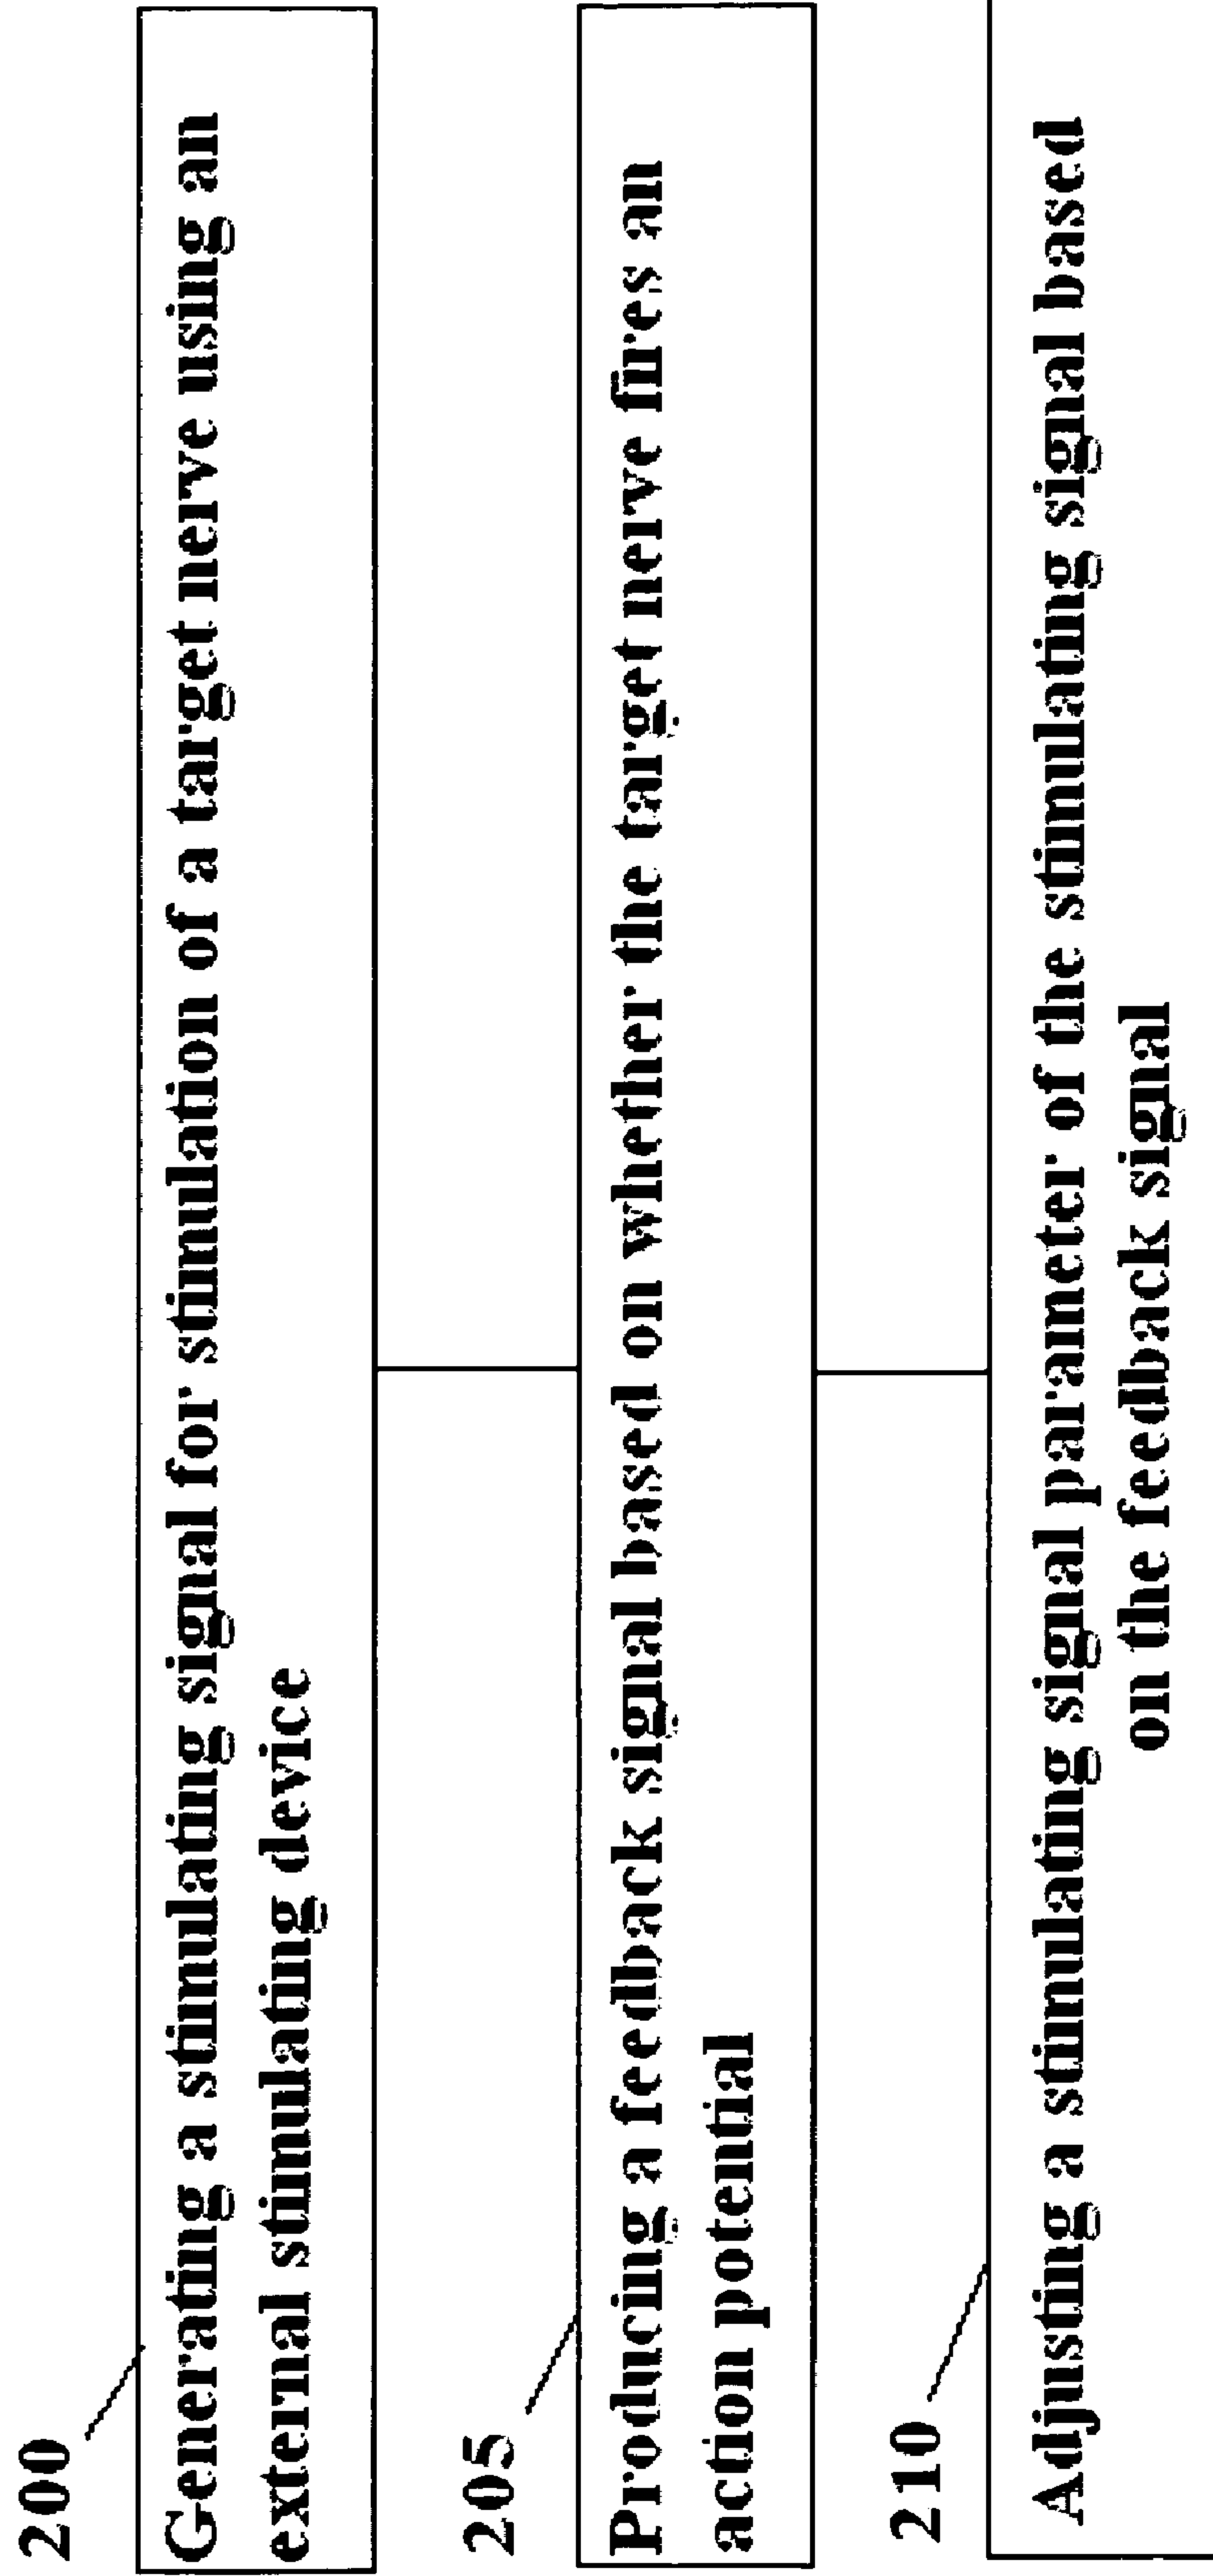 200
Generating a stimulating signal for stimulation of a target nerve using an
external stimulating device
205
Producing a feedback signal based on whether the target nerve fires an
action potential
210
Adjusting a stimulating signal parameter of the stimulating signal based
on the feedback signal